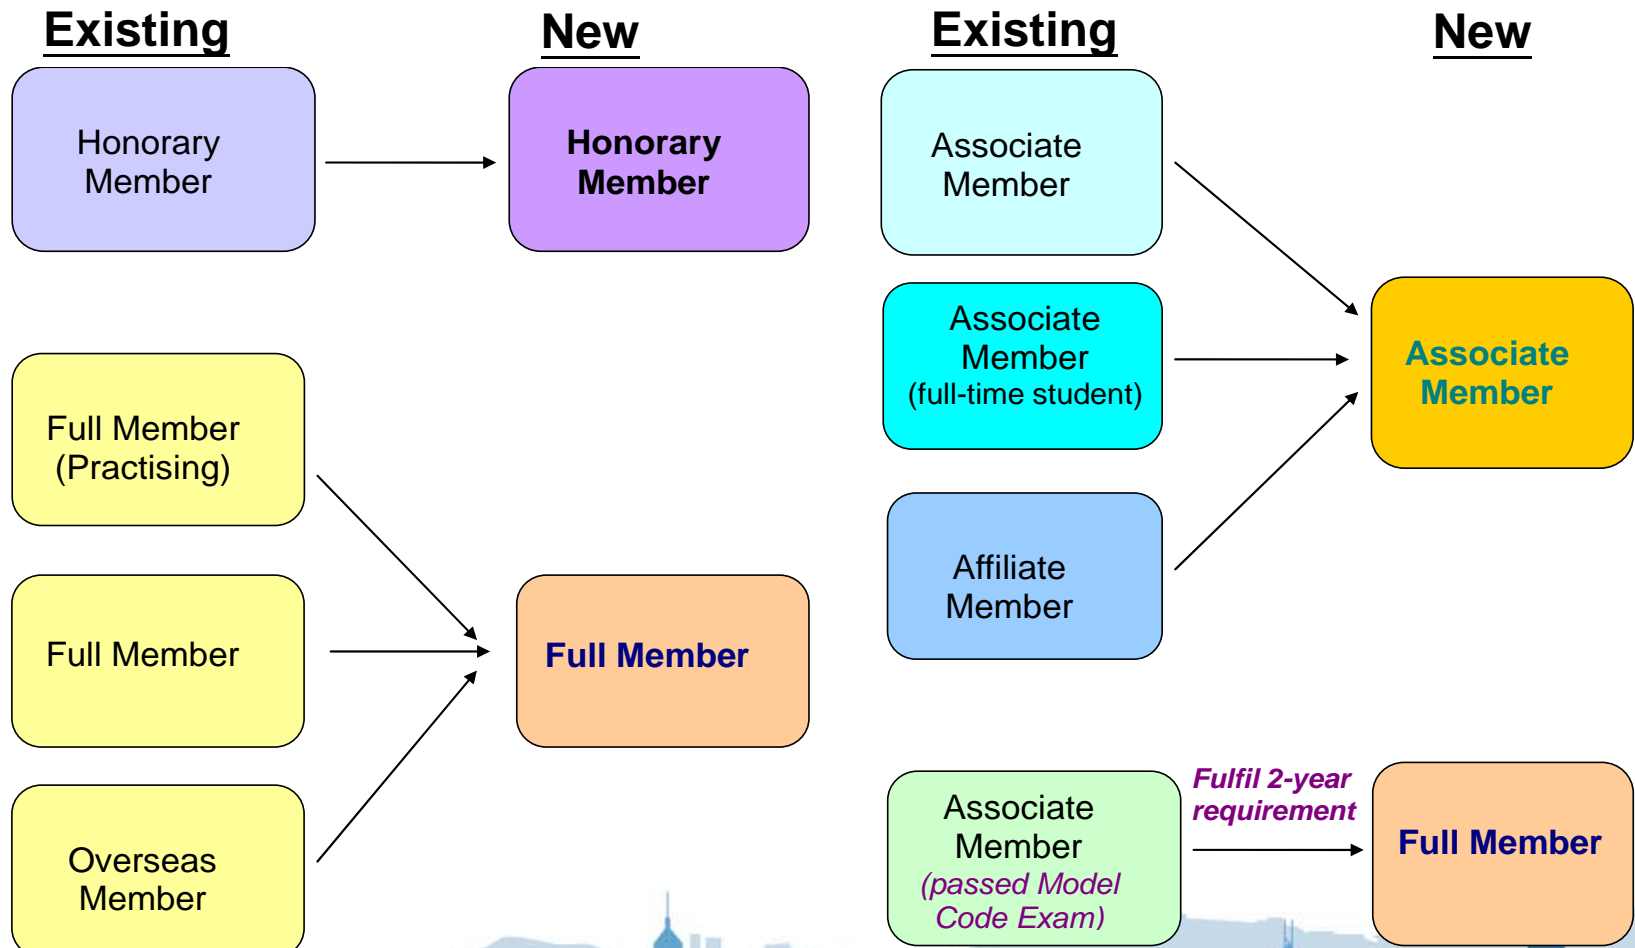 Existing
New
Honorary
Member
Honorary
Member
Full Member
(Practising)
Full Member
Overseas
Member
Full Member
Existing
New
Associate
Member
Associate
Member
(full-time student)
Affiliate
Member
Associate
Member
Associate
Member
(passed Model
Code Exam)
Fulfil 2-year
requirement
Full Member